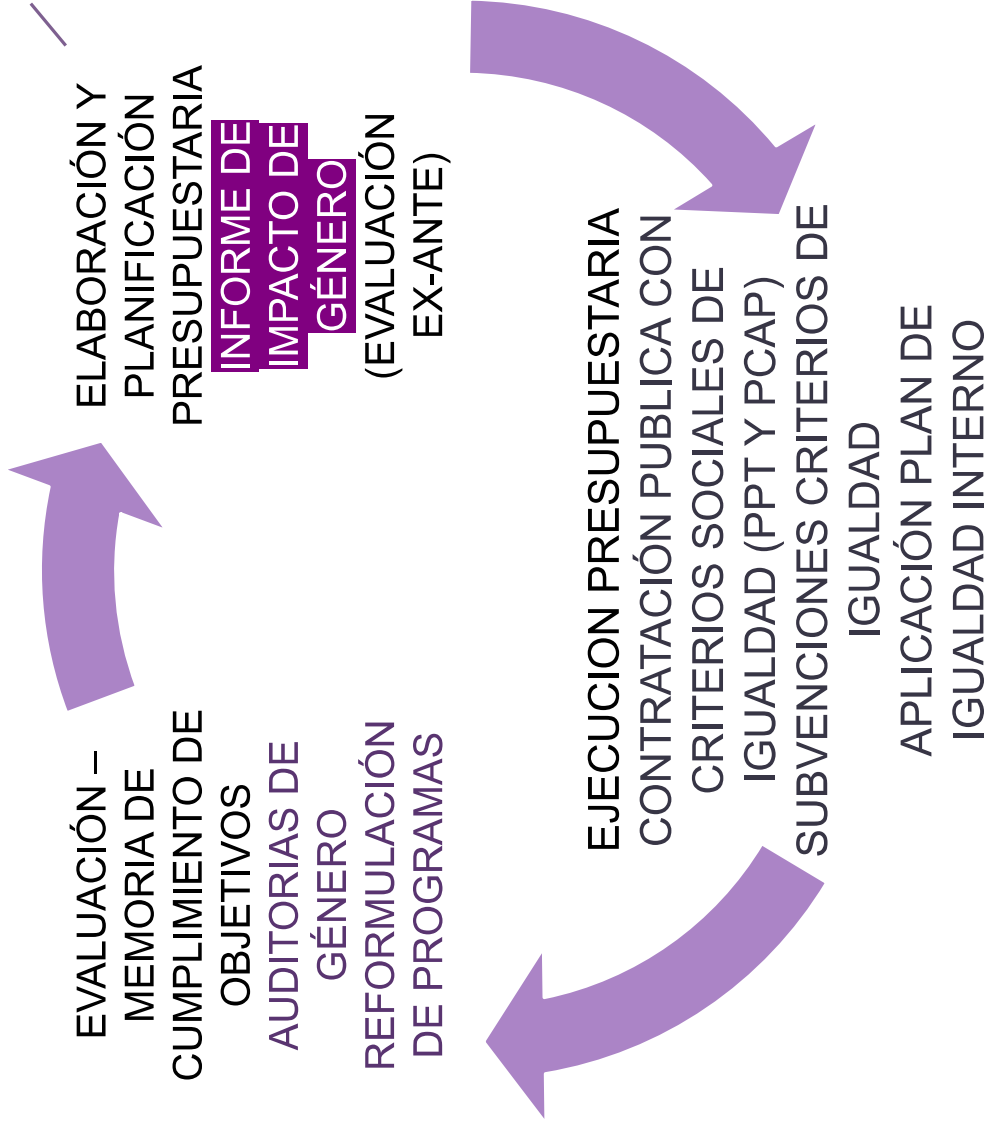 ELABORACIÓN Y
PLANIFICACIÓN
PRESUPUESTARIA
INFORME DE
IMPACTO DE
GÉNERO
(EVALUACIÓN
EX-ANTE)
EJECUCION PRESUPUESTARIA
CONTRATACIÓN PUBLICA CON
CRITERIOS SOCIALES DE
IGUALDAD (PPT Y PCAP)
SUBVENCIONES CRITERIOS DE
IGUALDAD
APLICACIÓN PLAN DE
IGUALDAD INTERNO
EVALUACIÓN –
MEMORIA DE
CUMPLIMIENTO DE
OBJETIVOS
AUDITORIAS DE
GÉNERO
REFORMULACIÓN
DE PROGRAMAS